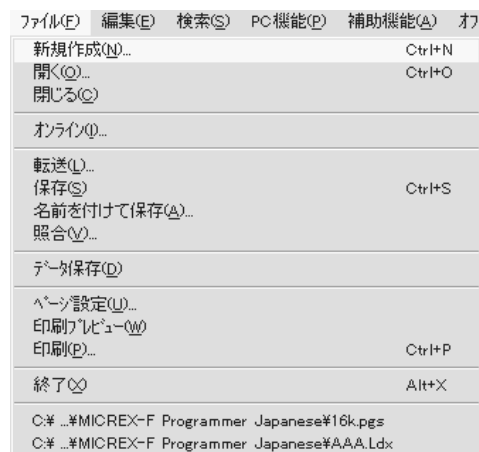 ﾌｧｲﾙ(F) 編集(E) 検索(S) PC機能(P) 補助機能(A) ｵﾌ
新規作成(N)... Ctrl+N
開く(O)... Ctrl+O
閉じる(C)
ｵﾝﾗｲﾝ(I)...
転送(L)...
保存(S) Ctrl+S
名前を付けて保存(A)...
照合(V)...
ﾃﾞｰﾀ保存(D)
ﾍﾟｰｼﾞ設定(U)...
印刷ﾌﾟﾚﾋﾞｭｰ(W)
印刷(P)... Ctrl+P
終了(X) Alt+X
C:¥ ...¥MICREX-F Programmer Japanese¥16k.pgs
C:¥ ...¥MICREX-F Programmer Japanese¥AAA.Ldx